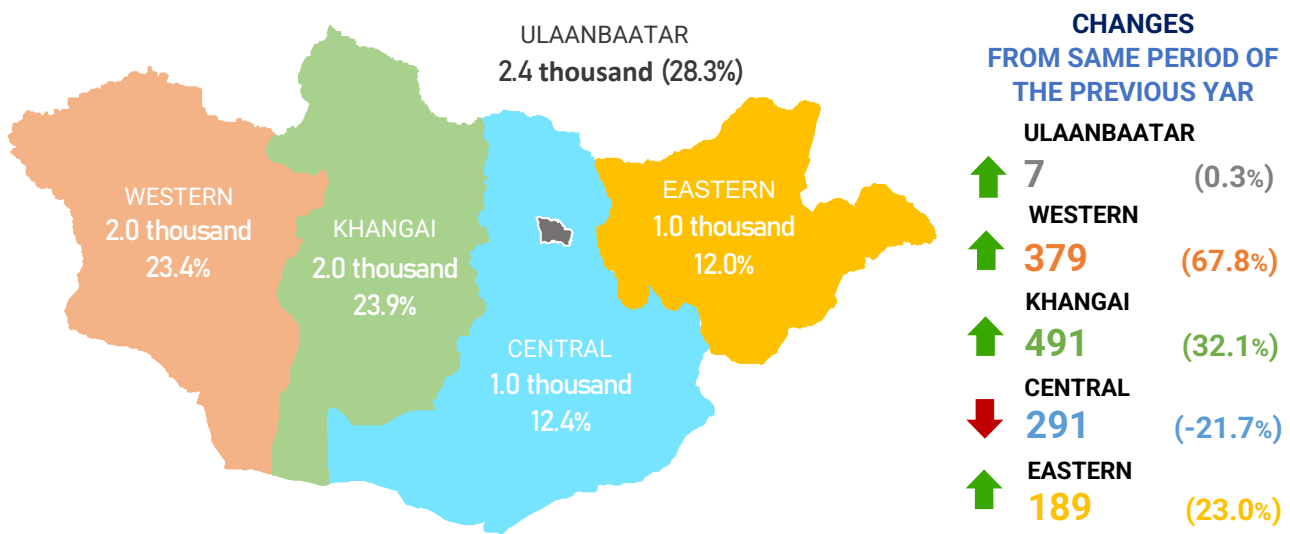 ULAANBAATAR
2.4 thousand (28.3%)
WESTERN
2.0 thousand
23.4%
KHANGAI
2.0 thousand
23.9%
CENTRAL
1.0 thousand
12.4%
EASTERN
1.0 thousand
12.0%
CHANGES
FROM SAME PERIOD OF
THE PREVIOUS YAR
ULAANBAATAR
7 (0.3%)
WESTERN
379 (67.8%)
KHANGAI
491 (32.1%)
CENTRAL
291 (-21.7%)
EASTERN
189 (23.0%)